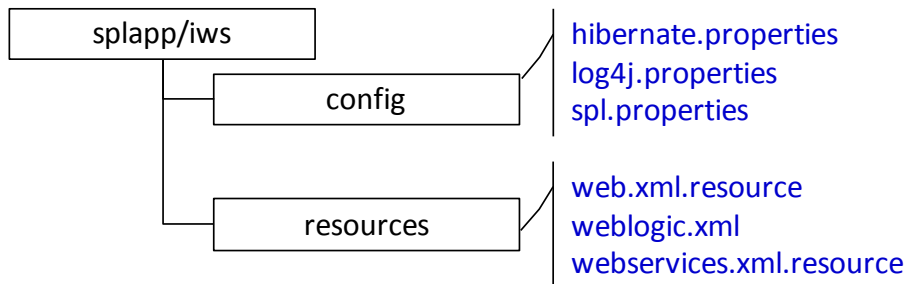 splapp/iws
config
hibernate.properties
log4j.properties
spl.properties
resources
web.xml.resource
weblogic.xml
webservices.xml.resource